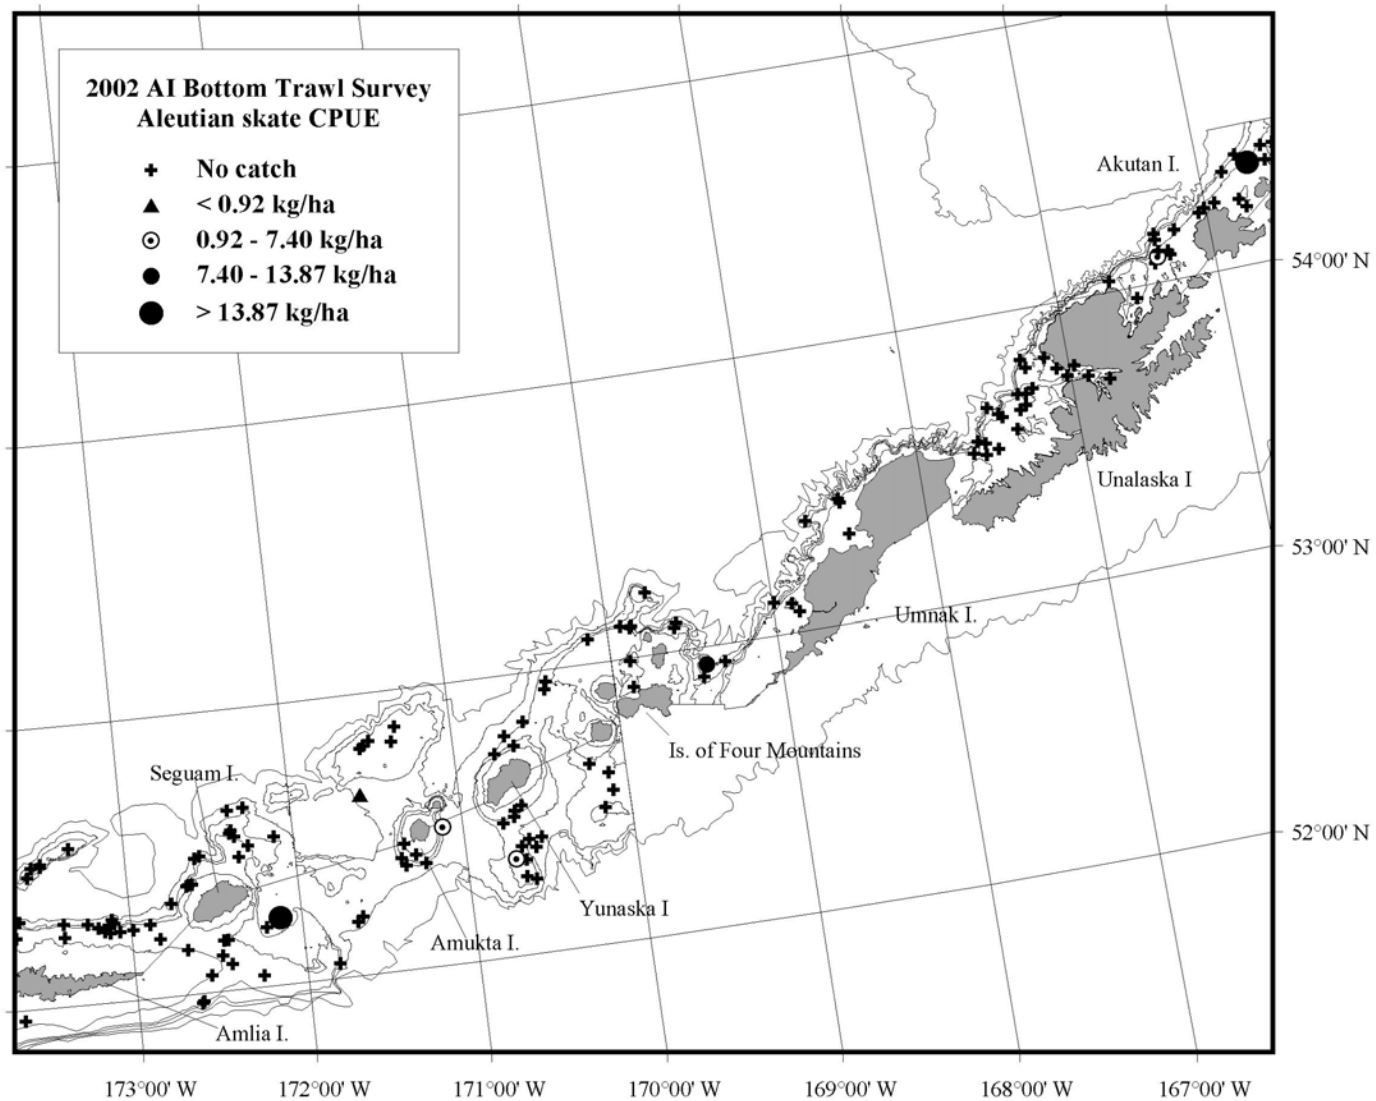 2002 AI Bottom Trawl Survey
Aleutian skate CPUE
No catch
< 0.92 kg/ha
0.92 - 7.40 kg/ha
7.40 - 13.87 kg/ha
> 13.87 kg/ha
Akutan I.
54°00' N
Unalaska I
53°00' N
Umnak I.
Is. of Four Mountains
Seguam I.
52°00' N
Yunaska I
Amukta I.
Amlia I.
173°00' W
172°00' W
171°00' W
170°00' W
169°00' W
168°00' W
167°00' W